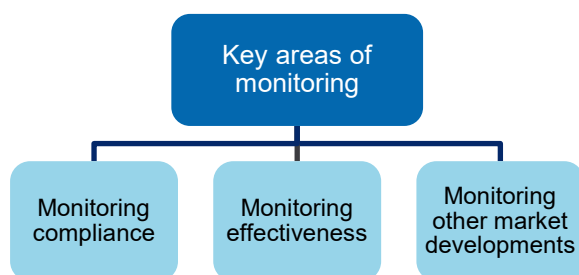 Key areas of
monitoring
Monitoring
compliance
Monitoring
effectiveness
Monitoring
other market
developments